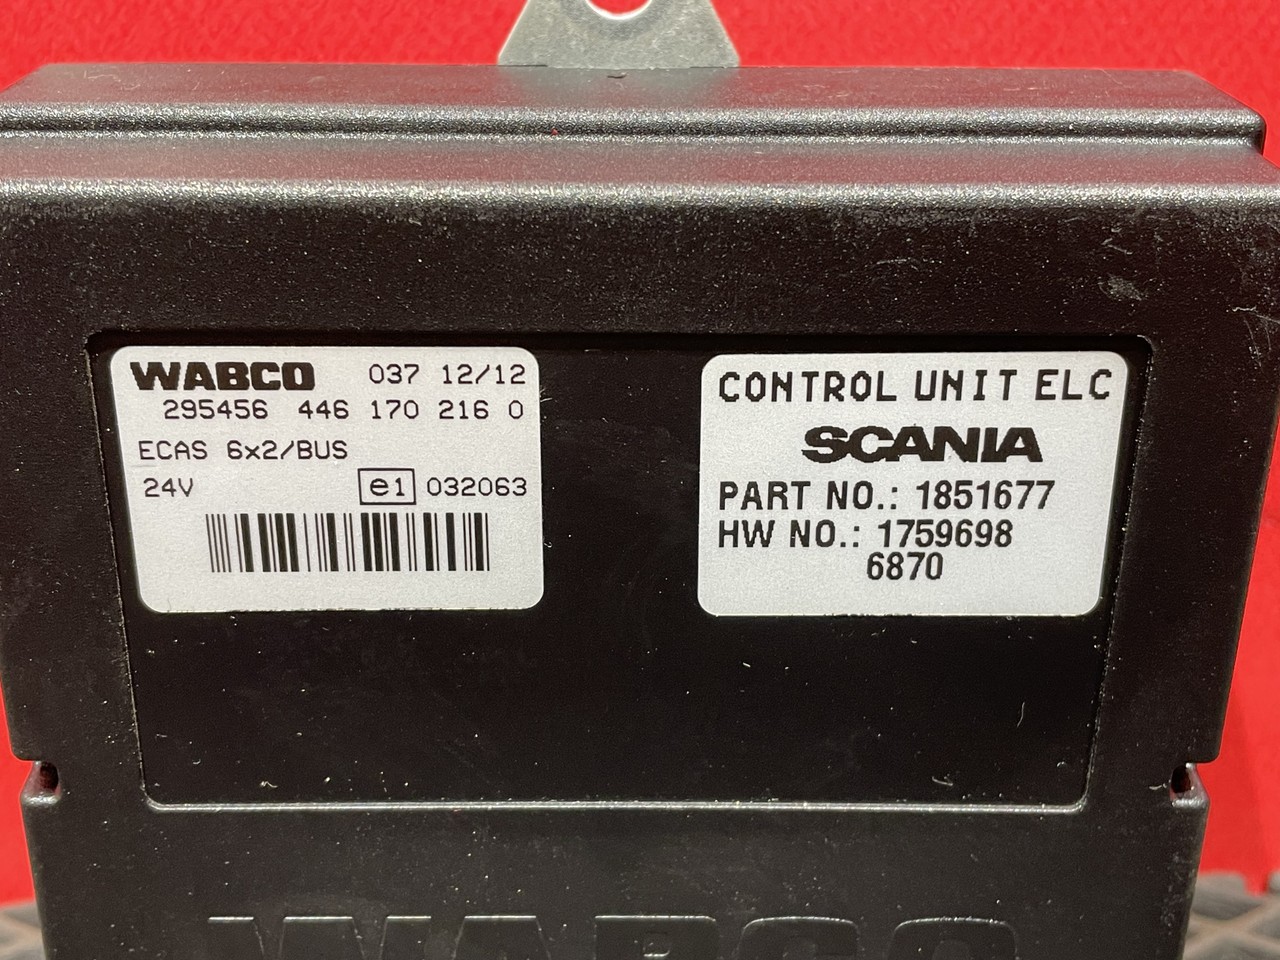 WABCO 037 12/12
295456 446 170 216 0
ECAS 6x2/BUS
24V e1 032063
CONTROL UNIT ELC
SCANIA
PART NO.: 1851677
HW NO.: 1759698
6870
WABCO